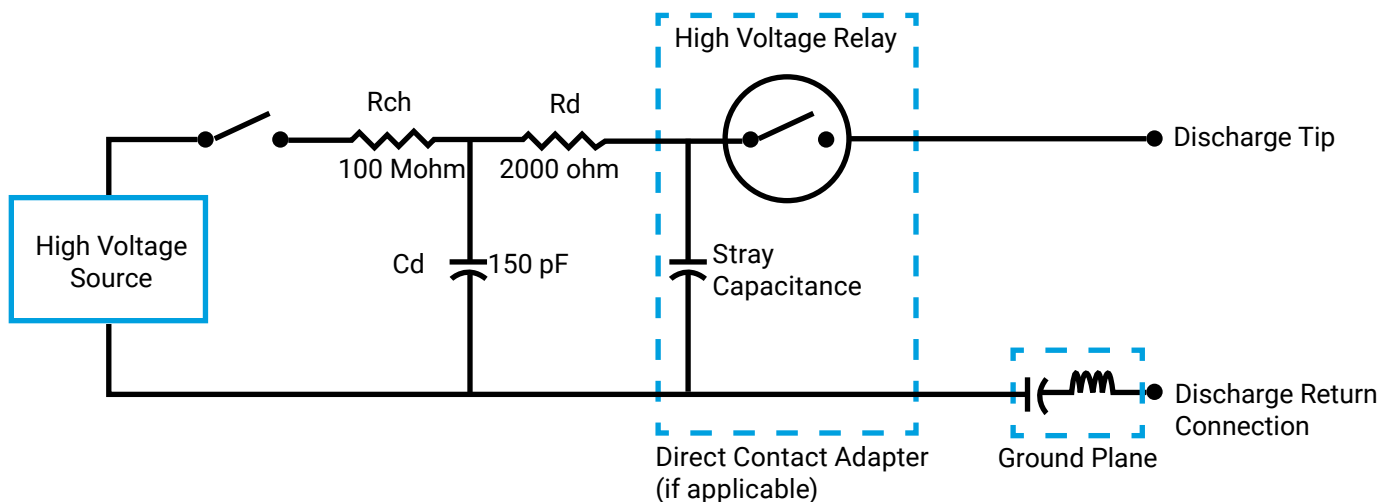 High Voltage Relay
Rch
Rd
100 Mohm
2000 ohm
Discharge Tip
High Voltage
Source
Cd
150 pF
Stray
Capacitance
Discharge Return
Connection
Direct Contact Adapter
(if applicable)
Ground Plane